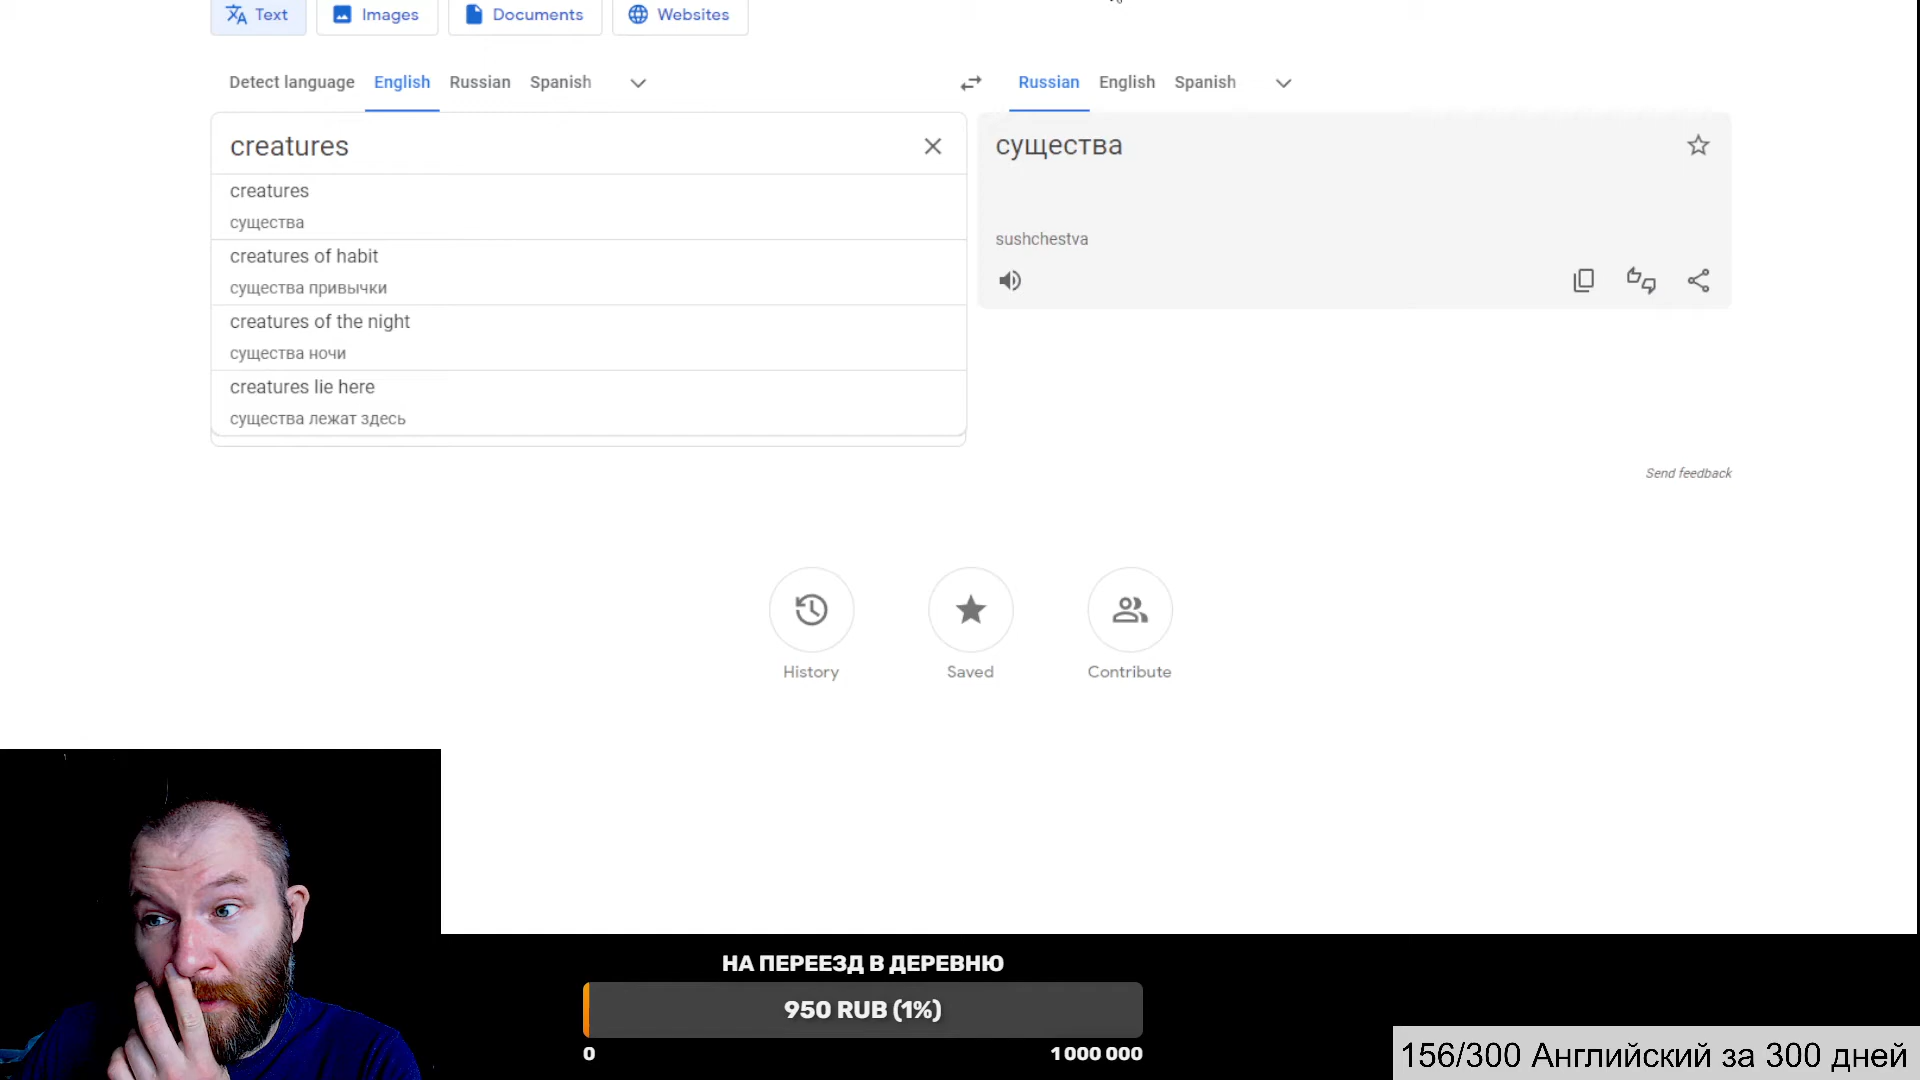 Text Images Documents Websites
Detect language English Russian Spanish
Russian English Spanish
creatures
creatures
существа
creatures of habit
существа привычки
creatures of the night
существа ночи
creatures lie here
существа лежат здесь
существа
sushchestva
Send feedback
History Saved Contribute
НА ПЕРЕЕЗД В ДЕРЕВНЮ
950 RUB (1%)
0 1 000 000
156/300 Английский за 300 дней